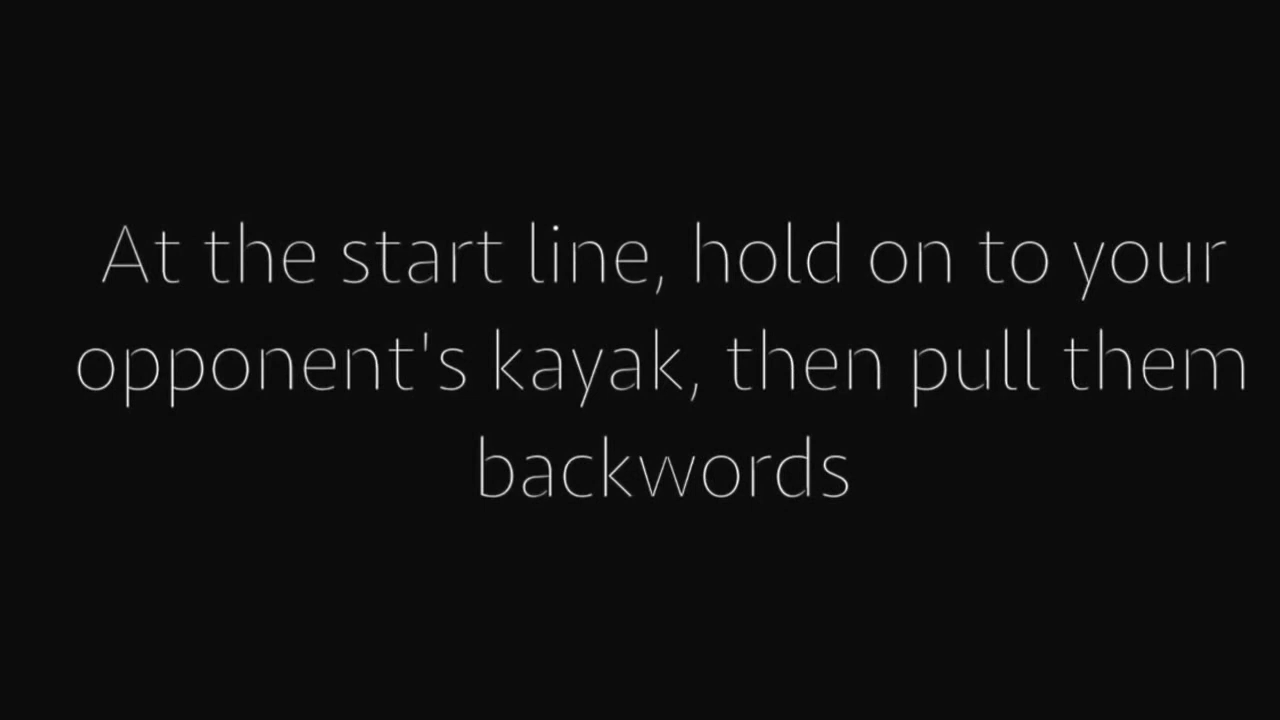 At the start line, hold on to your
opponent's kayak, then pull them
backwords